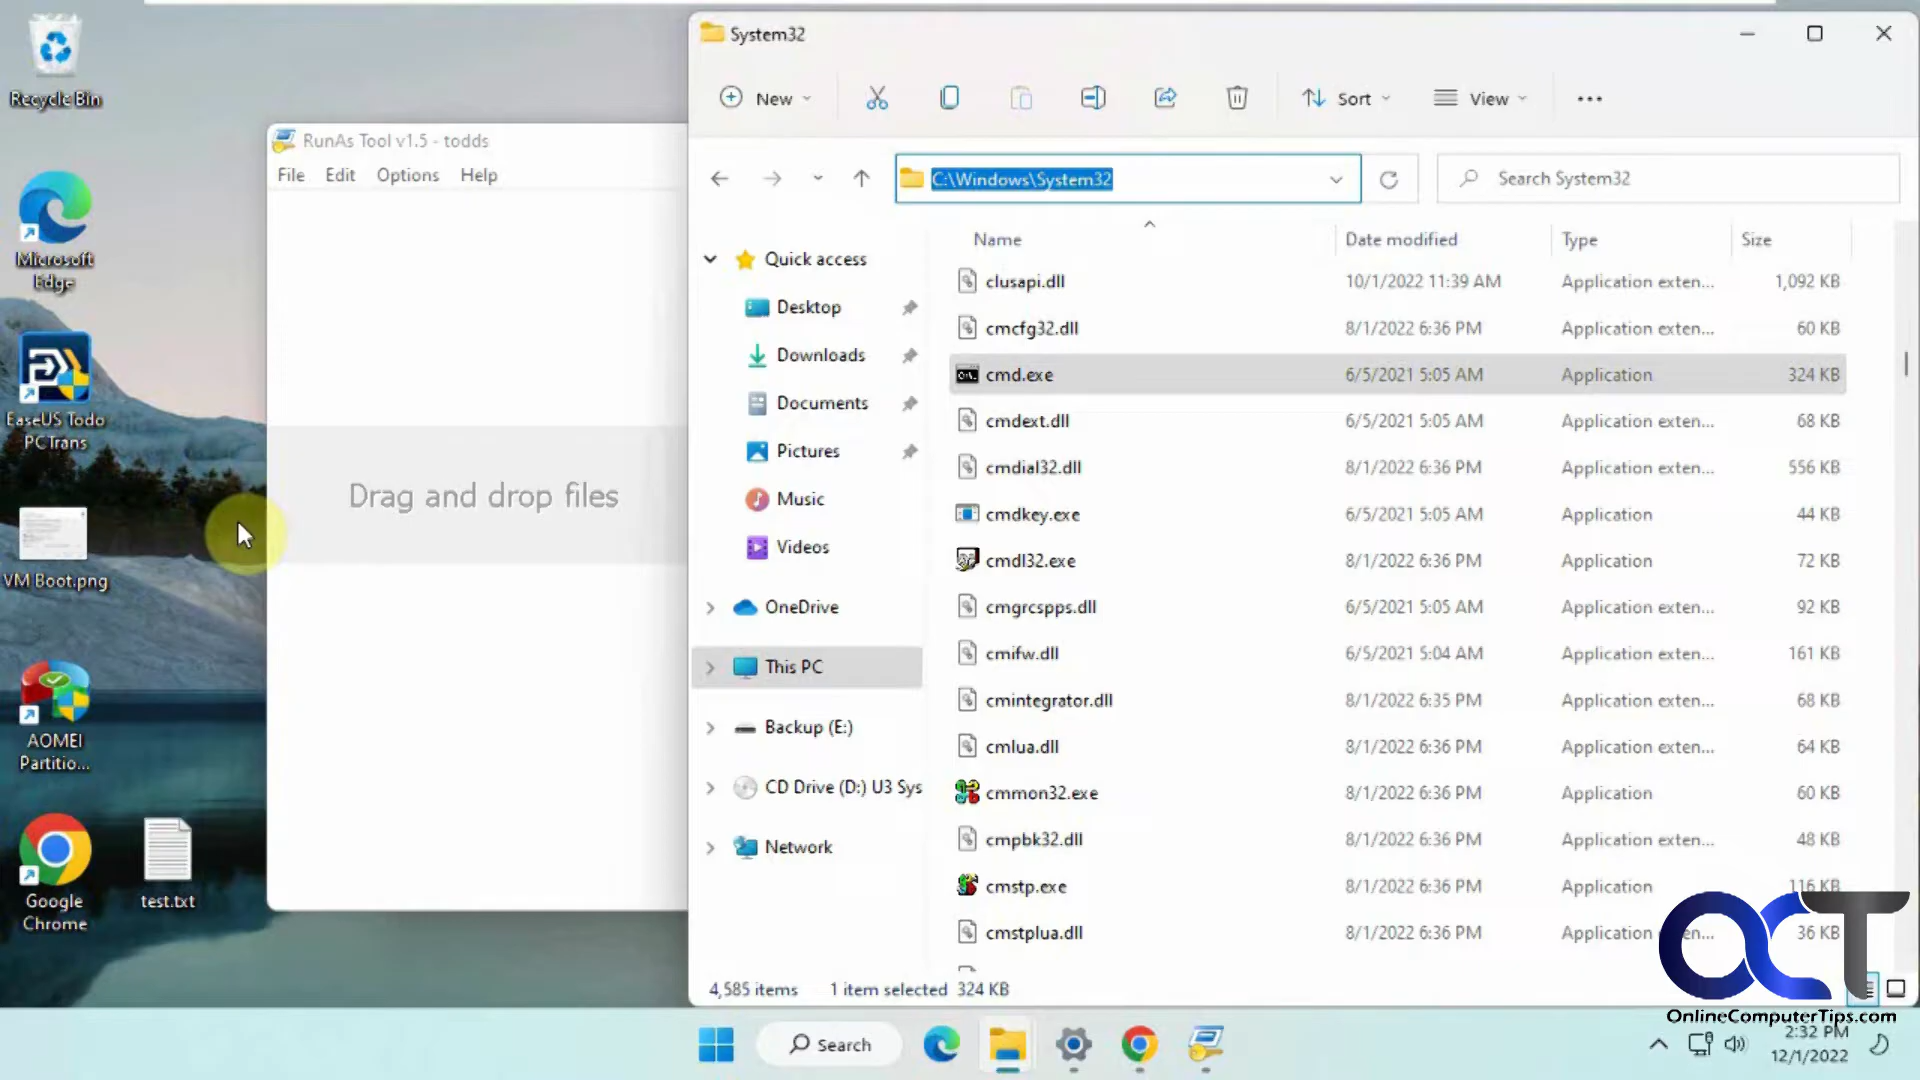 Recycle Bin
Microsoft
Edge
EaseUS Todo
PCTrans
VM Boot.png
AOMEI
Partitio...
Google
Chrome
test.txt
RunAs Tool v1.5 - todds
File Edit Options Help
Drag and drop files
System32
New Sort View
C:\Windows\System32
Search System32
Quick access
Desktop
Downloads
Documents
Pictures
Music
Videos
OneDrive
This PC
Backup (E:)
CD Drive (D:) U3 Sys
Network
Name Date modified Type Size
clusapi.dll 10/1/2022 11:39 AM Application exten... 1,092 KB
cmcfg32.dll 8/1/2022 6:36 PM Application exten... 60 KB
cmd.exe 6/5/2021 5:05 AM Application 324 KB
cmdext.dll 6/5/2021 5:05 AM Application exten... 68 KB
cmdial32.dll 8/1/2022 6:36 PM Application exten... 556 KB
cmdkey.exe 6/5/2021 5:05 AM Application 44 KB
cmdl32.exe 8/1/2022 6:36 PM Application 72 KB
cmgrcspps.dll 6/5/2021 5:05 AM Application exten... 92 KB
cmifw.dll 6/5/2021 5:04 AM Application exten... 161 KB
cmintegrator.dll 8/1/2022 6:35 PM Application exten... 68 KB
cmlua.dll 8/1/2022 6:36 PM Application exten... 64 KB
cmmon32.exe 8/1/2022 6:36 PM Application 60 KB
cmpbk32.dll 8/1/2022 6:36 PM Application exten... 48 KB
cmstp.exe 8/1/2022 6:36 PM Application 116 KB
cmstplua.dll 8/1/2022 6:36 PM Application en... 36 KB
4,585 items 1 item selected 324 KB
OCT
OnlineComputerTips.com
Search
2:32 PM
12/1/2022